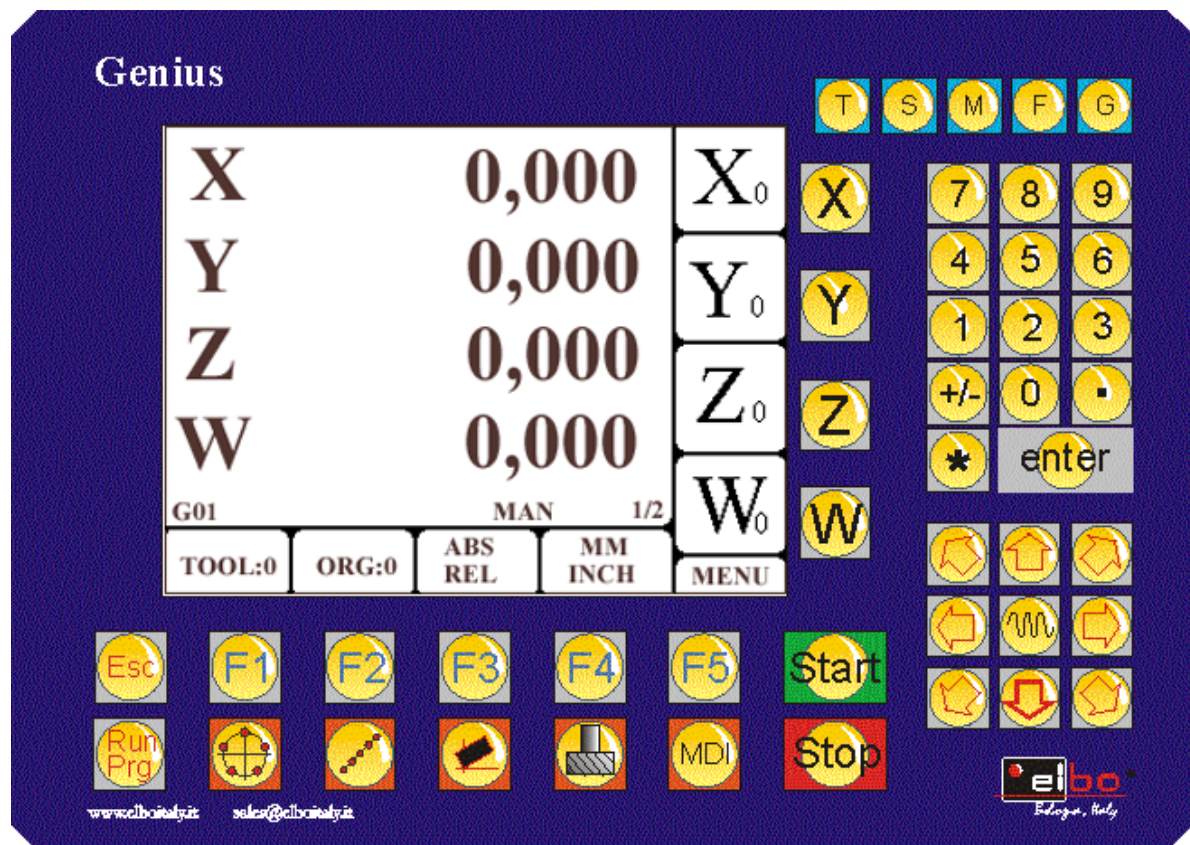 Genius
T S M F G
X 0,000 X0 X
Y 0,000 Y0 Y
Z 0,000 Z0 Z
W 0,000 W0 W
G01 MAN 1/2
TOOL:0 ORG:0 ABS REL MM INCH MENU
7 8 9
4 5 6
1 2 3
+/- 0 .
* enter
Esc F1 F2 F3 F4 F5 Start
Run Prg MDI Stop
www.elboitaly.it sales@elboitaly.it
elbo
Bologna, Italy